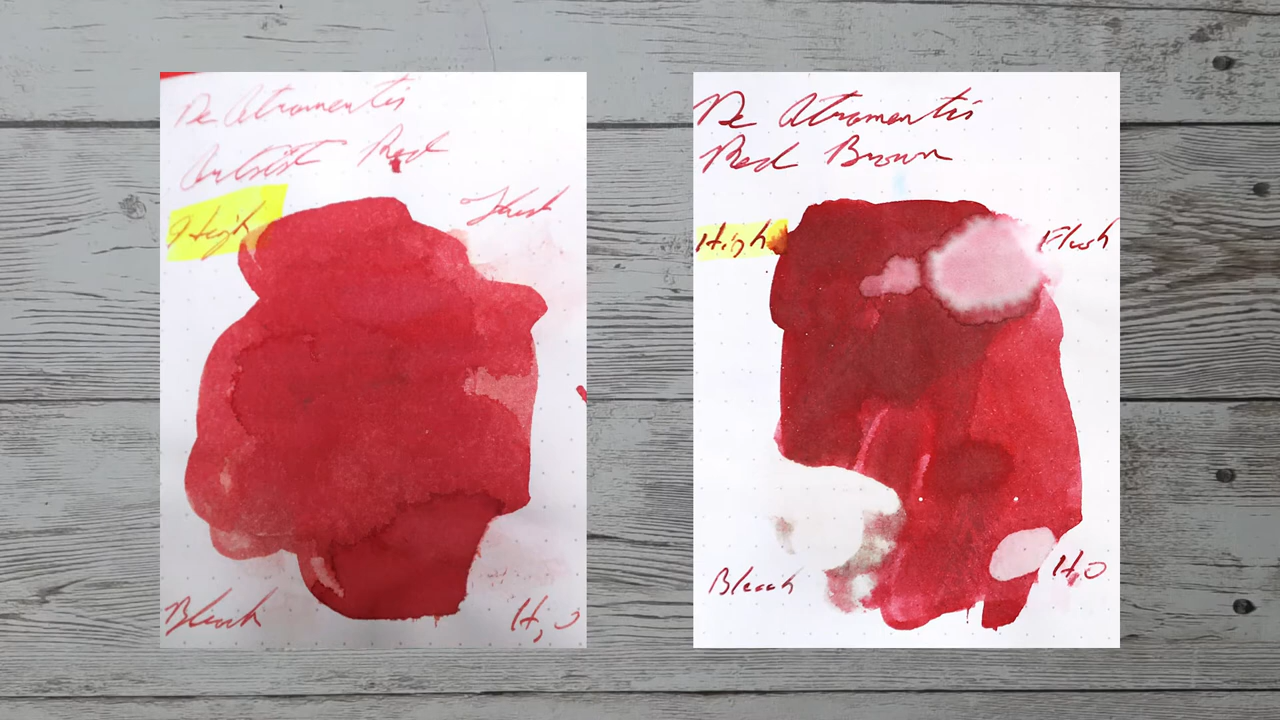 De Atramentis
Artist Red
High
Flush
Bleach
H2O
De Atramentis
Red Brown
High
Flush
Bleach
H2O